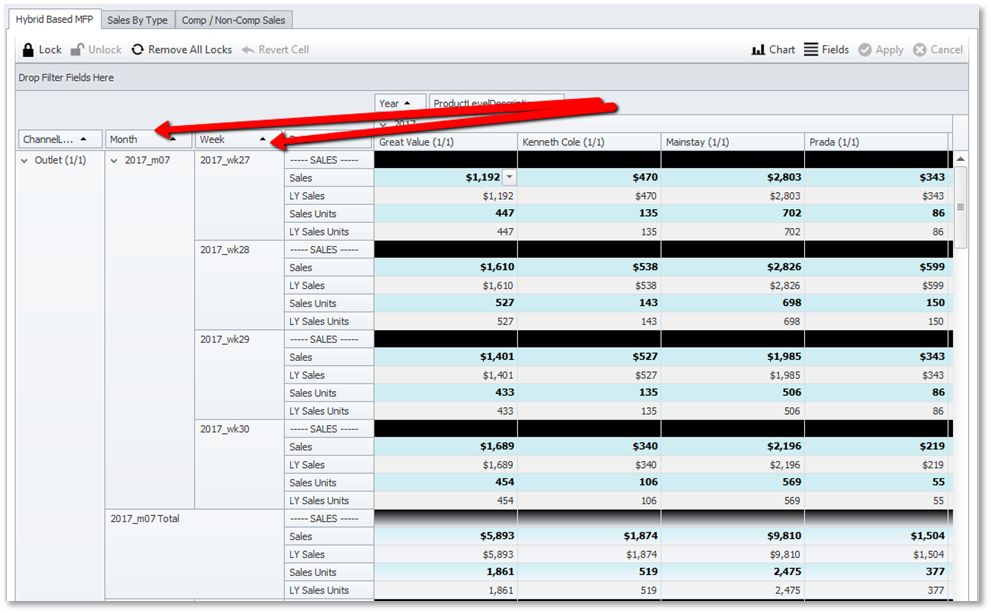 Hybrid Based MFP Sales By Type Comp / Non-Comp Sales
Lock Unlock Remove All Locks Revert Cell Chart Fields Apply Cancel
Drop Filter Fields Here
Year ProductLevelDescription
2017
ChannelL... Month Week
Great Value (1/1) Kenneth Cole (1/1) Mainstay (1/1) Prada (1/1)
Outlet (1/1) 2017_m07 2017_wk27 ----- SALES -----
Sales $1,192 $470 $2,803 $343
LY Sales $1,192 $470 $2,803 $343
Sales Units 447 135 702 86
LY Sales Units 447 135 702 86
2017_wk28 ----- SALES -----
Sales $1,610 $538 $2,826 $599
LY Sales $1,610 $538 $2,826 $599
Sales Units 527 143 698 150
LY Sales Units 527 143 698 150
2017_wk29 ----- SALES -----
Sales $1,401 $527 $1,985 $343
LY Sales $1,401 $527 $1,985 $343
Sales Units 433 135 506 86
LY Sales Units 433 135 506 86
2017_wk30 ----- SALES -----
Sales $1,689 $340 $2,196 $219
LY Sales $1,689 $340 $2,196 $219
Sales Units 454 106 569 55
LY Sales Units 454 106 569 55
2017_m07 Total ----- SALES -----
Sales $5,893 $1,874 $9,810 $1,504
LY Sales $5,893 $1,874 $9,810 $1,504
Sales Units 1,861 519 2,475 377
LY Sales Units 1,861 519 2,475 377